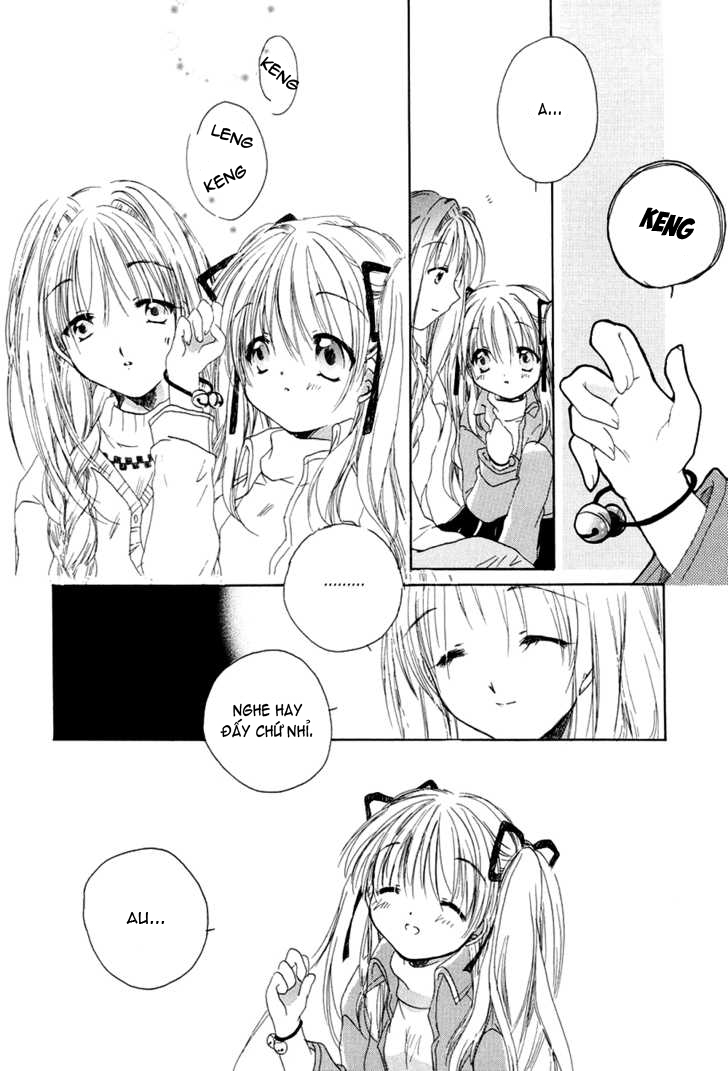 KENG
A...
KENG
LENG
KENG
.........
NGHE HAY
ĐẤY CHỨ NHỈ.
AU...